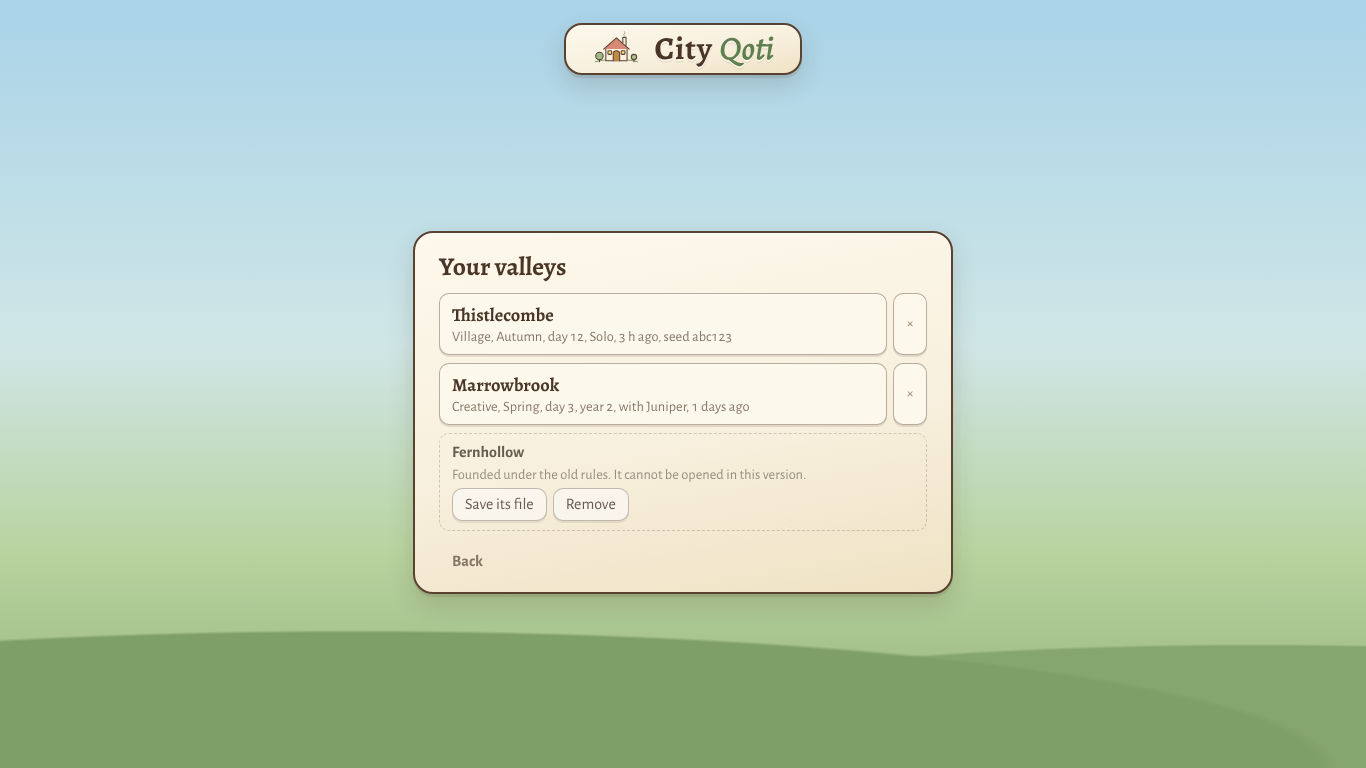 City Qoti
Your valleys
Thistlecombe
Village, Autumn, day 12, Solo, 3 h ago, seed abc123
×
Marrowbrook
Creative, Spring, day 3, year 2, with Juniper, 1 days ago
×
Fernhollow
Founded under the old rules. It cannot be opened in this version.
Save its file
Remove
Back